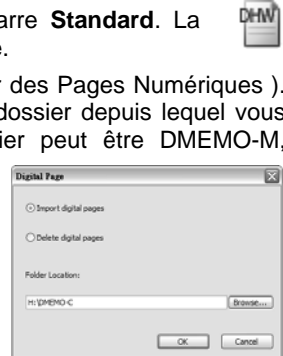 arre Standard. La
DHW
e.
r des Pages Numériques ).
dossier depuis lequel vous
ier peut être DMEMO-M,
Digital Page
Import digital pages
Delete digital pages
Folder Location:
H:\DMEMO-C
Browse...
OK
Cancel